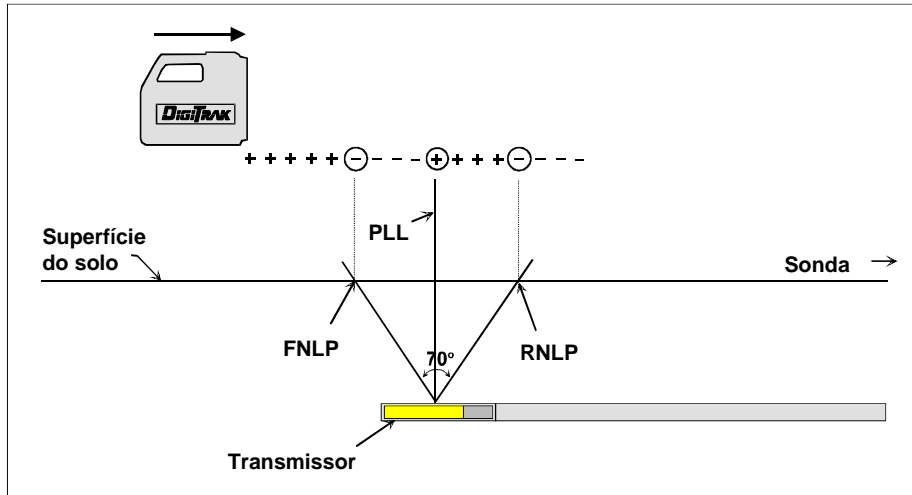 DIGITRAK
+ + + + + - - - - + + + + - - - -
PLL
Superfície
do solo
Sonda
FNLP
RNLP
70º
Transmissor